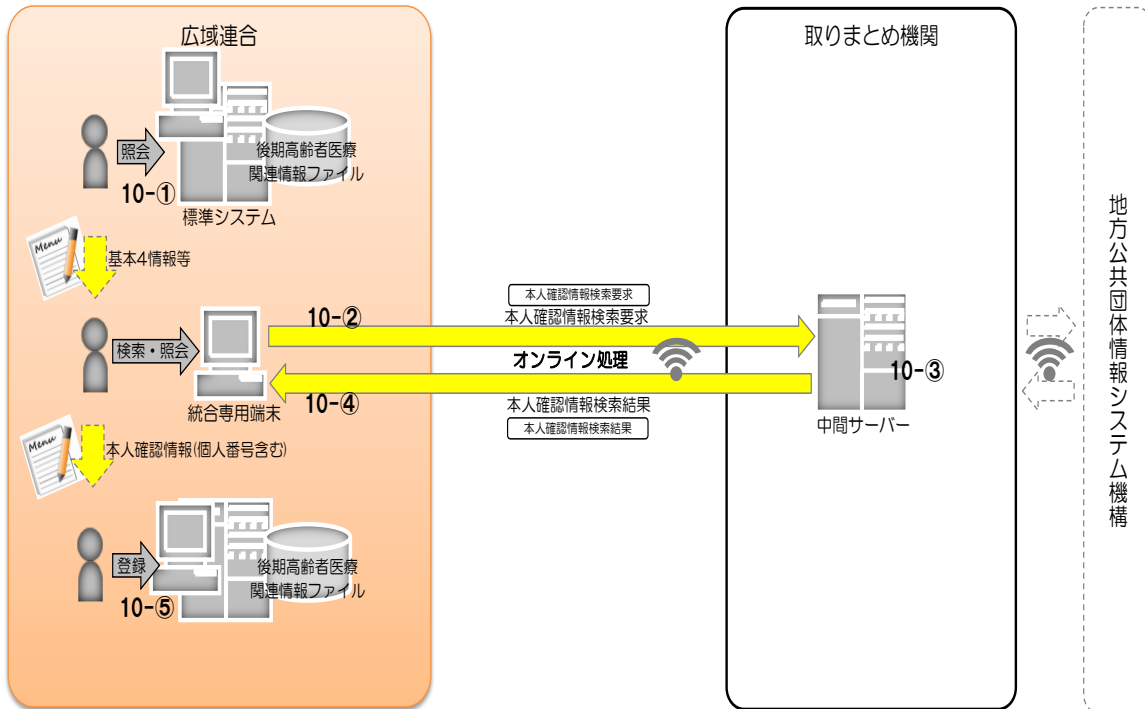 広域連合
取りまとめ機関
照会
10-①
後期高齢者医療
関連情報ファイル
標準システム
Menu
基本4情報等
本人確認情報検索要求
10-②
本人確認情報検索要求
検索・照会
オンライン処理
10-③
10-④
本人確認情報検索結果
統合専用端末
本人確認情報検索結果
中間サーバー
Menu
本人確認情報(個人番号含む)
登録
10-⑤
後期高齢者医療
関連情報ファイル
地方公共団体情報システム機構